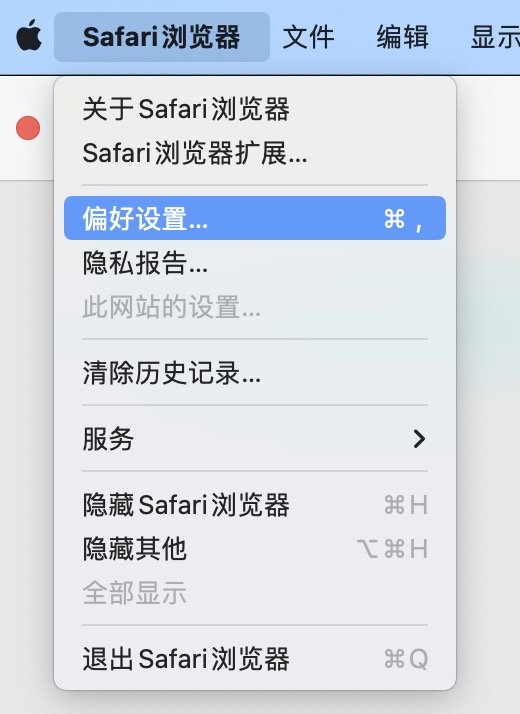 Safari浏览器 文件 编辑 显示
关于Safari浏览器
Safari浏览器扩展...
偏好设置... ⌘ ,
隐私报告...
此网站的设置...
清除历史记录...
服务
隐藏Safari浏览器 ⌘H
隐藏其他 ⌥⌘H
全部显示
退出Safari浏览器 ⌘Q